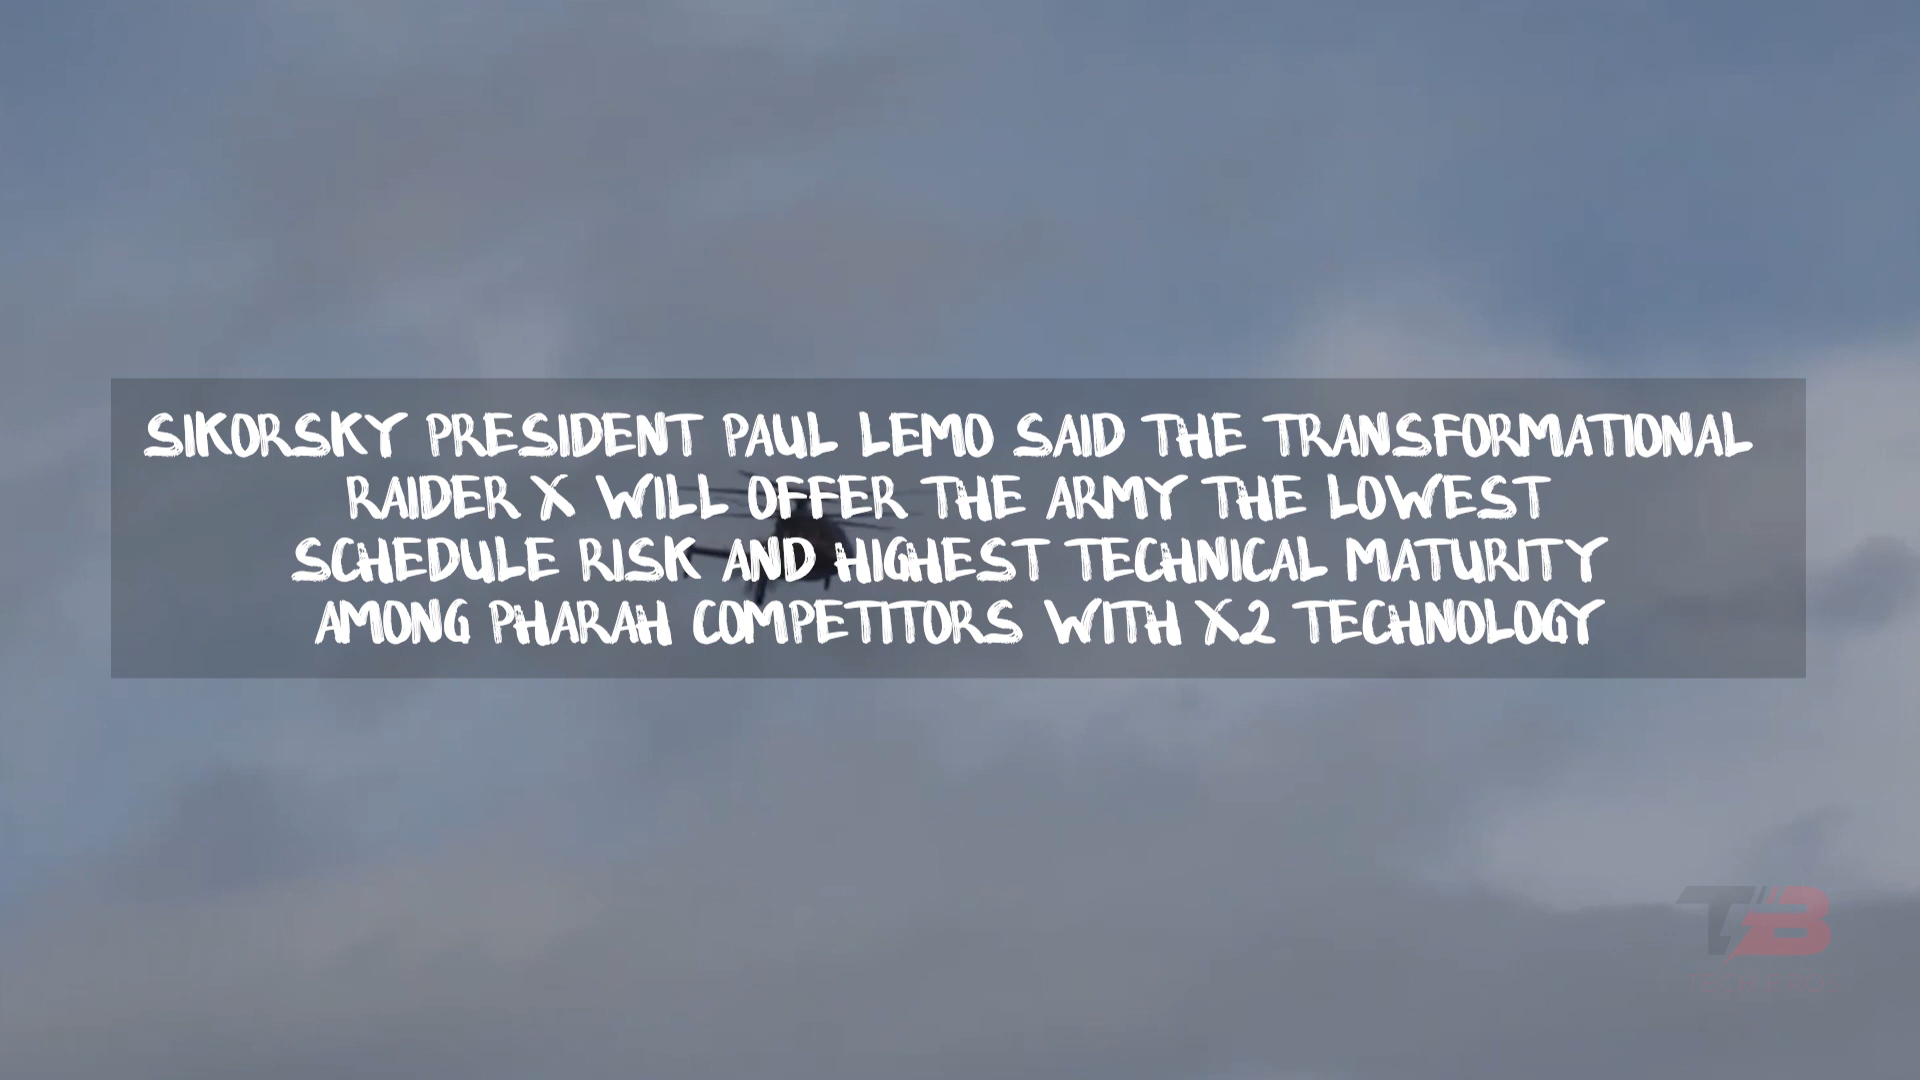 SIKORSKY PRESIDENT PAUL LEMO SAID THE TRANSFORMATIONAL
RAIDER X WILL OFFER THE ARMY THE LOWEST
SCHEDULE RISK AND HIGHEST TECHNICAL MATURITY
AMONG PHARAH COMPETITORS WITH X2 TECHNOLOGY
TB